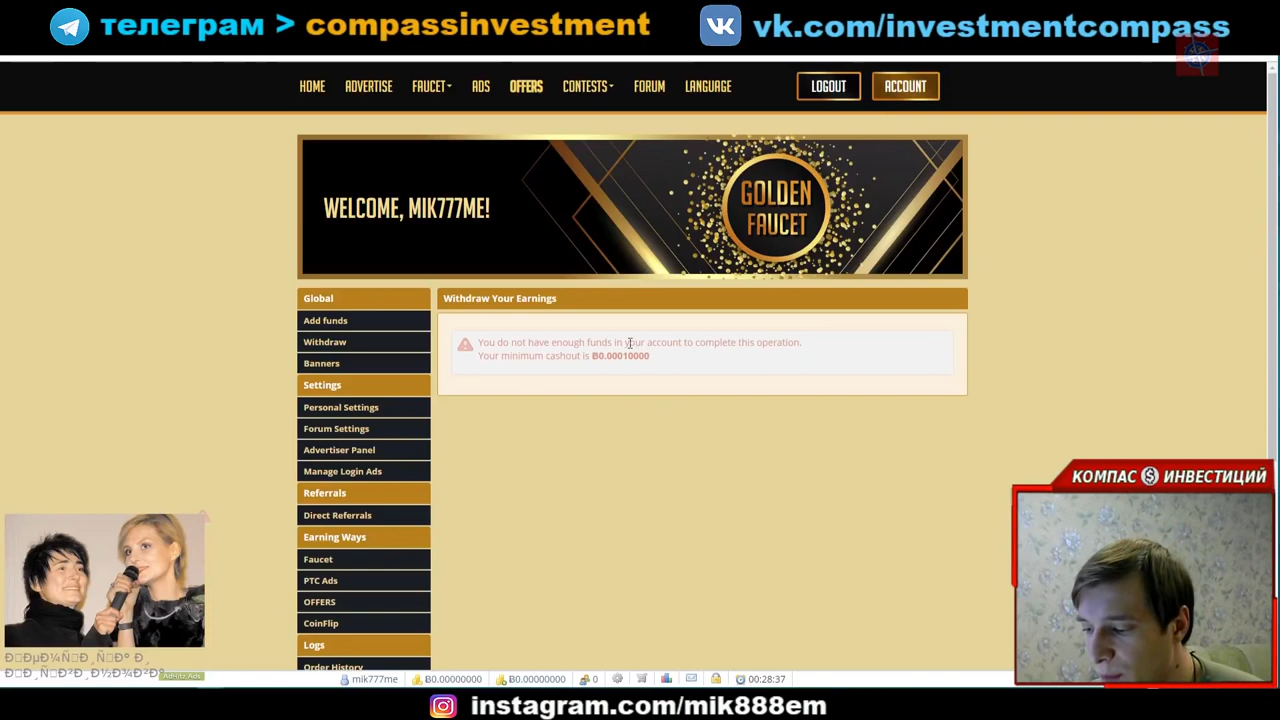 телеграм > compassinvestment
vk.com/investmentcompass
HOME ADVERTISE FAUCET ADS OFFERS CONTESTS FORUM LANGUAGE LOGOUT ACCOUNT
WELCOME, MIK777ME!
GOLDEN
FAUCET
Global
Add funds
Withdraw
Banners
Settings
Personal Settings
Forum Settings
Advertiser Panel
Manage Login Ads
Referrals
Direct Referrals
Earning Ways
Faucet
PTC Ads
OFFERS
CoinFlip
Logs
Order History
Withdraw Your Earnings
You do not have enough funds in your account to complete this operation.
Your minimum cashout is Ƀ0.00010000
КОМПАС $ ИНВЕСТИЦИЙ
AdHitz Ads
mik777me Ƀ0.00000000 Ƀ0.00000000 0 00:28:37
instagram.com/mik888em